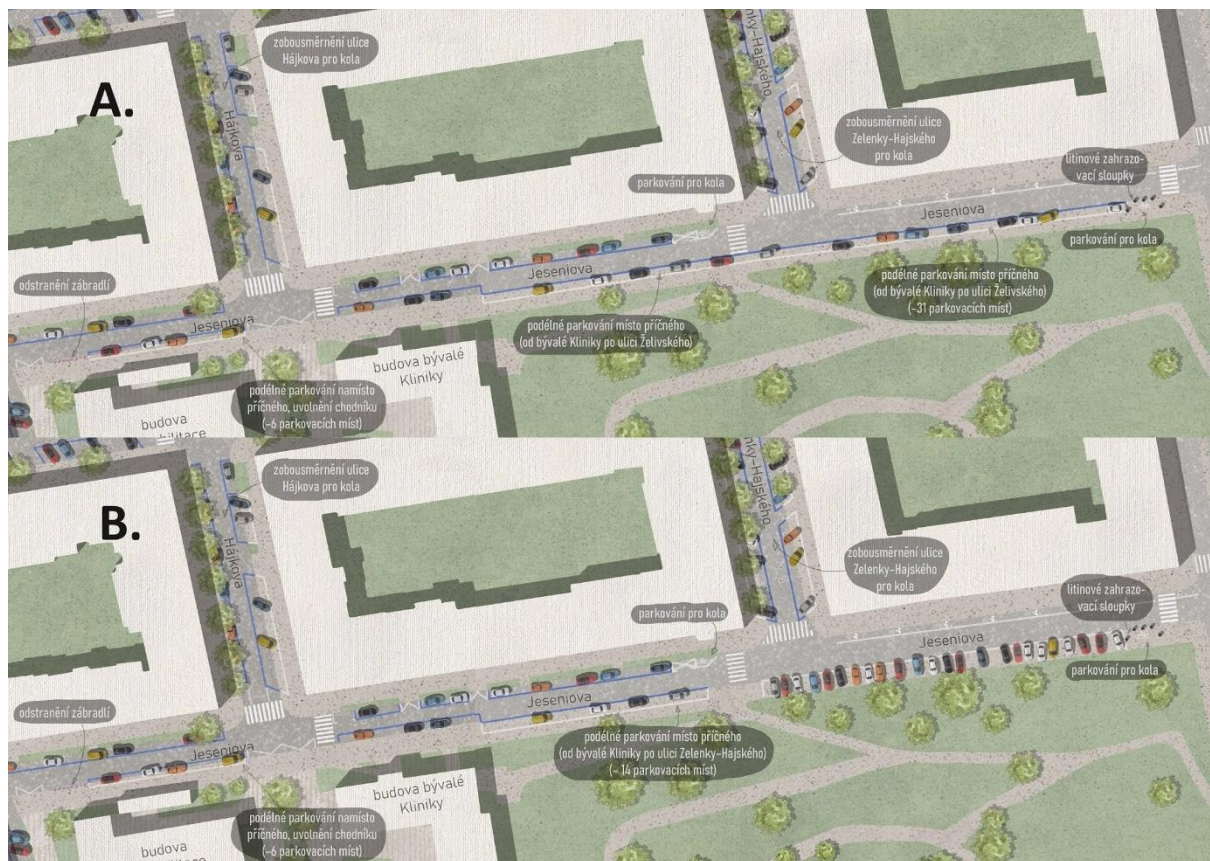 zobousměrnění ulice
Hájkova pro kola
A.
Hájkova
nky-Hajského
zobousměrnění ulice
Zelenky-Hajského
pro kola
litinové zahrazo-
vací sloupky
parkování pro kola
Jeseniova
parkování pro kola
odstranění zábradlí
Jeseniova
Jeseniova
podélné parkování místo příčného
(od bývalé Kliniky po ulici Želivského)
podélné parkování místo příčného
(od bývalé Kliniky po ulici Želivského)
(-31 parkovacích míst)
budova bývalé
Kliniky
podélné parkování namísto
příčného, uvolnění chodníku
(-6 parkovacích míst)
budova
zobousměrnění ulice
Hájkova pro kola
B.
Hájkova
nky-Hajského
zobousměrnění ulice
Zelenky-Hajského
pro kola
litinové zahrazo-
vací sloupky
parkování pro kola
Jeseniova
parkování pro kola
odstranění zábradlí
Jeseniova
Jeseniova
podélné parkování místo příčného
(od bývalé Kliniky po ulici Zelenky-Hajského)
(- 14 parkovacích míst)
budova bývalé
Kliniky
podélné parkování namísto
příčného, uvolnění chodníku
(-6 parkovacích míst)
budova